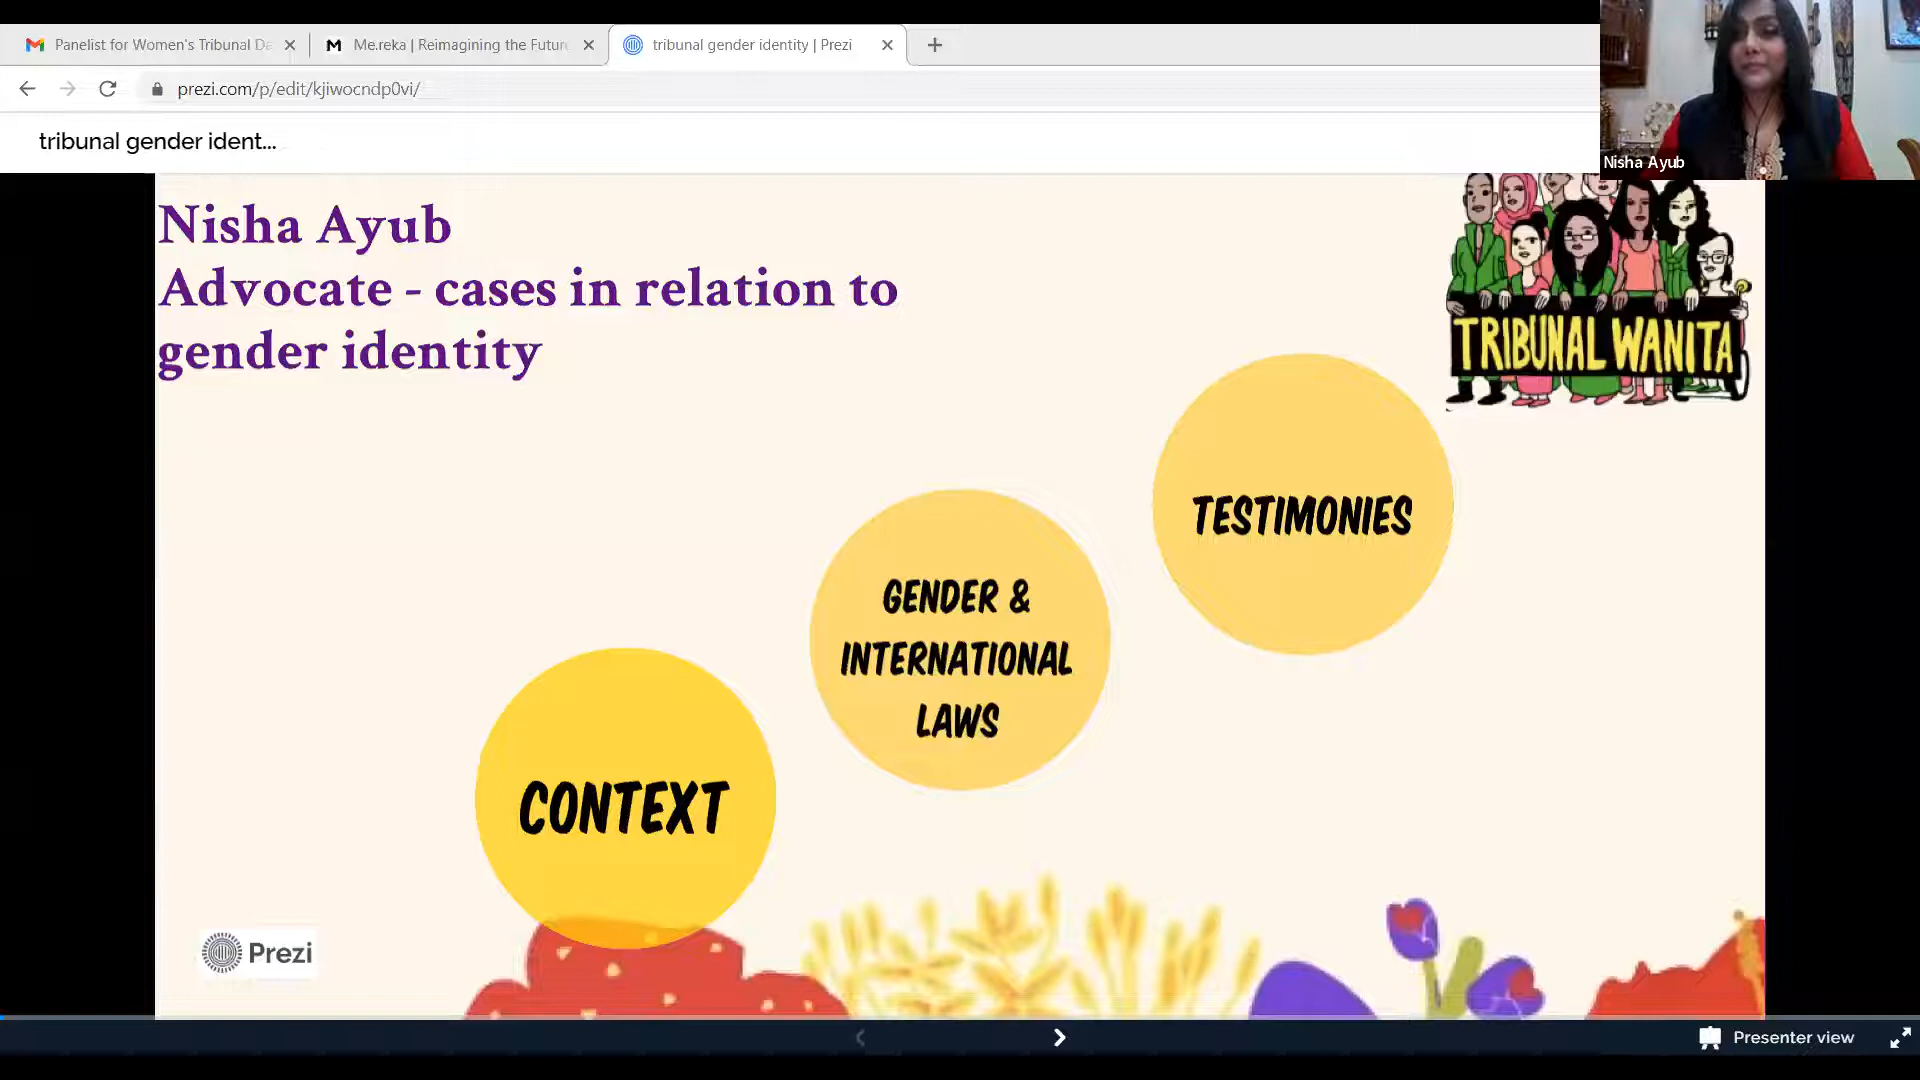 Panelist for Women's Tribunal Da
Me.reka | Reimagining the Futur
tribunal gender identity | Prezi
prezi.com/p/edit/kjiwocndp0vi/
tribunal gender ident...
Nisha Ayub
Nisha Ayub
Advocate - cases in relation to
gender identity
TRIBUNAL WANITA
TESTIMONIES
GENDER &
INTERNATIONAL
LAWS
CONTEXT
Prezi
Presenter view